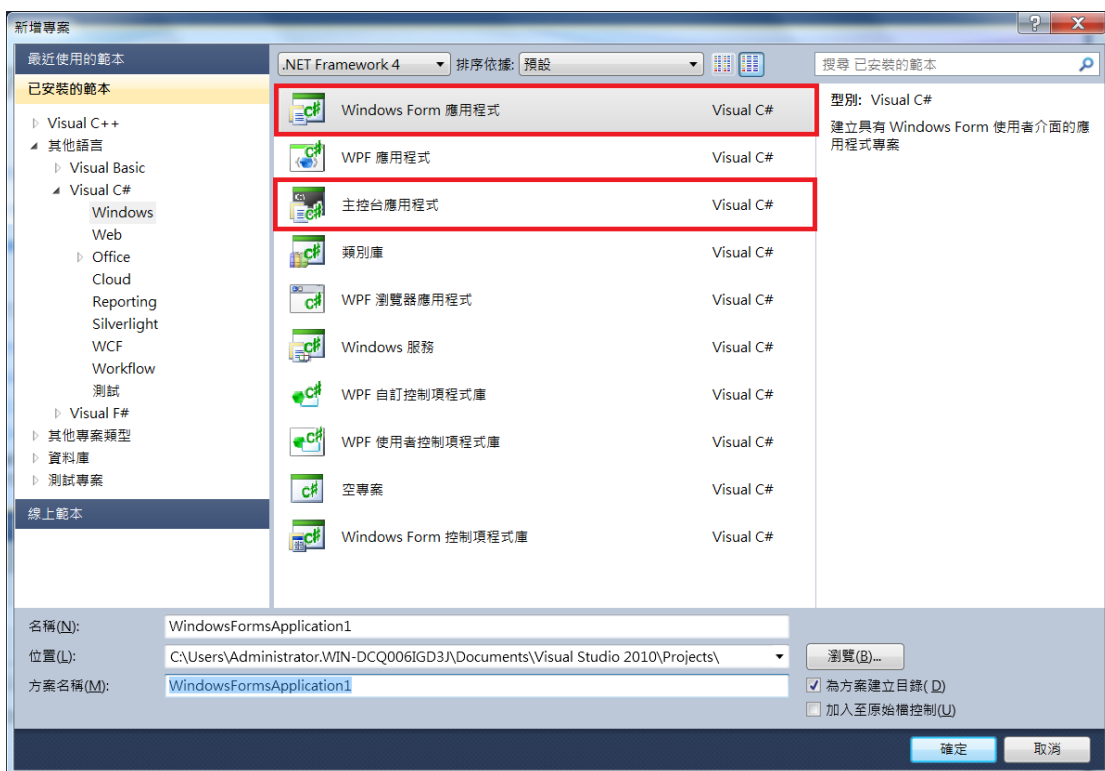 新增專案
最近使用的範本
已安裝的範本
Visual C++
其他語言
Visual Basic
Visual C#
Windows
Web
Office
Cloud
Reporting
Silverlight
WCF
Workflow
測試
Visual F#
其他專案類型
資料庫
測試專案
線上範本
.NET Framework 4 排序依據: 預設
Windows Form 應用程式 Visual C#
WPF 應用程式 Visual C#
主控台應用程式 Visual C#
類別庫 Visual C#
WPF 瀏覽器應用程式 Visual C#
Windows 服務 Visual C#
WPF 自訂控制項程式庫 Visual C#
WPF 使用者控制項程式庫 Visual C#
空專案 Visual C#
Windows Form 控制項程式庫 Visual C#
搜尋 已安裝的範本
型別: Visual C#
建立具有 Windows Form 使用者介面的應
用程式專案
名稱(N): WindowsFormsApplication1
位置(L): C:\Users\Administrator.WIN-DCQ006IGD3J\Documents\Visual Studio 2010\Projects\ 瀏覽(B)...
方案名稱(M): WindowsFormsApplication1 為方案建立目錄( D)
加入至原始檔控制(U)
確定 取消